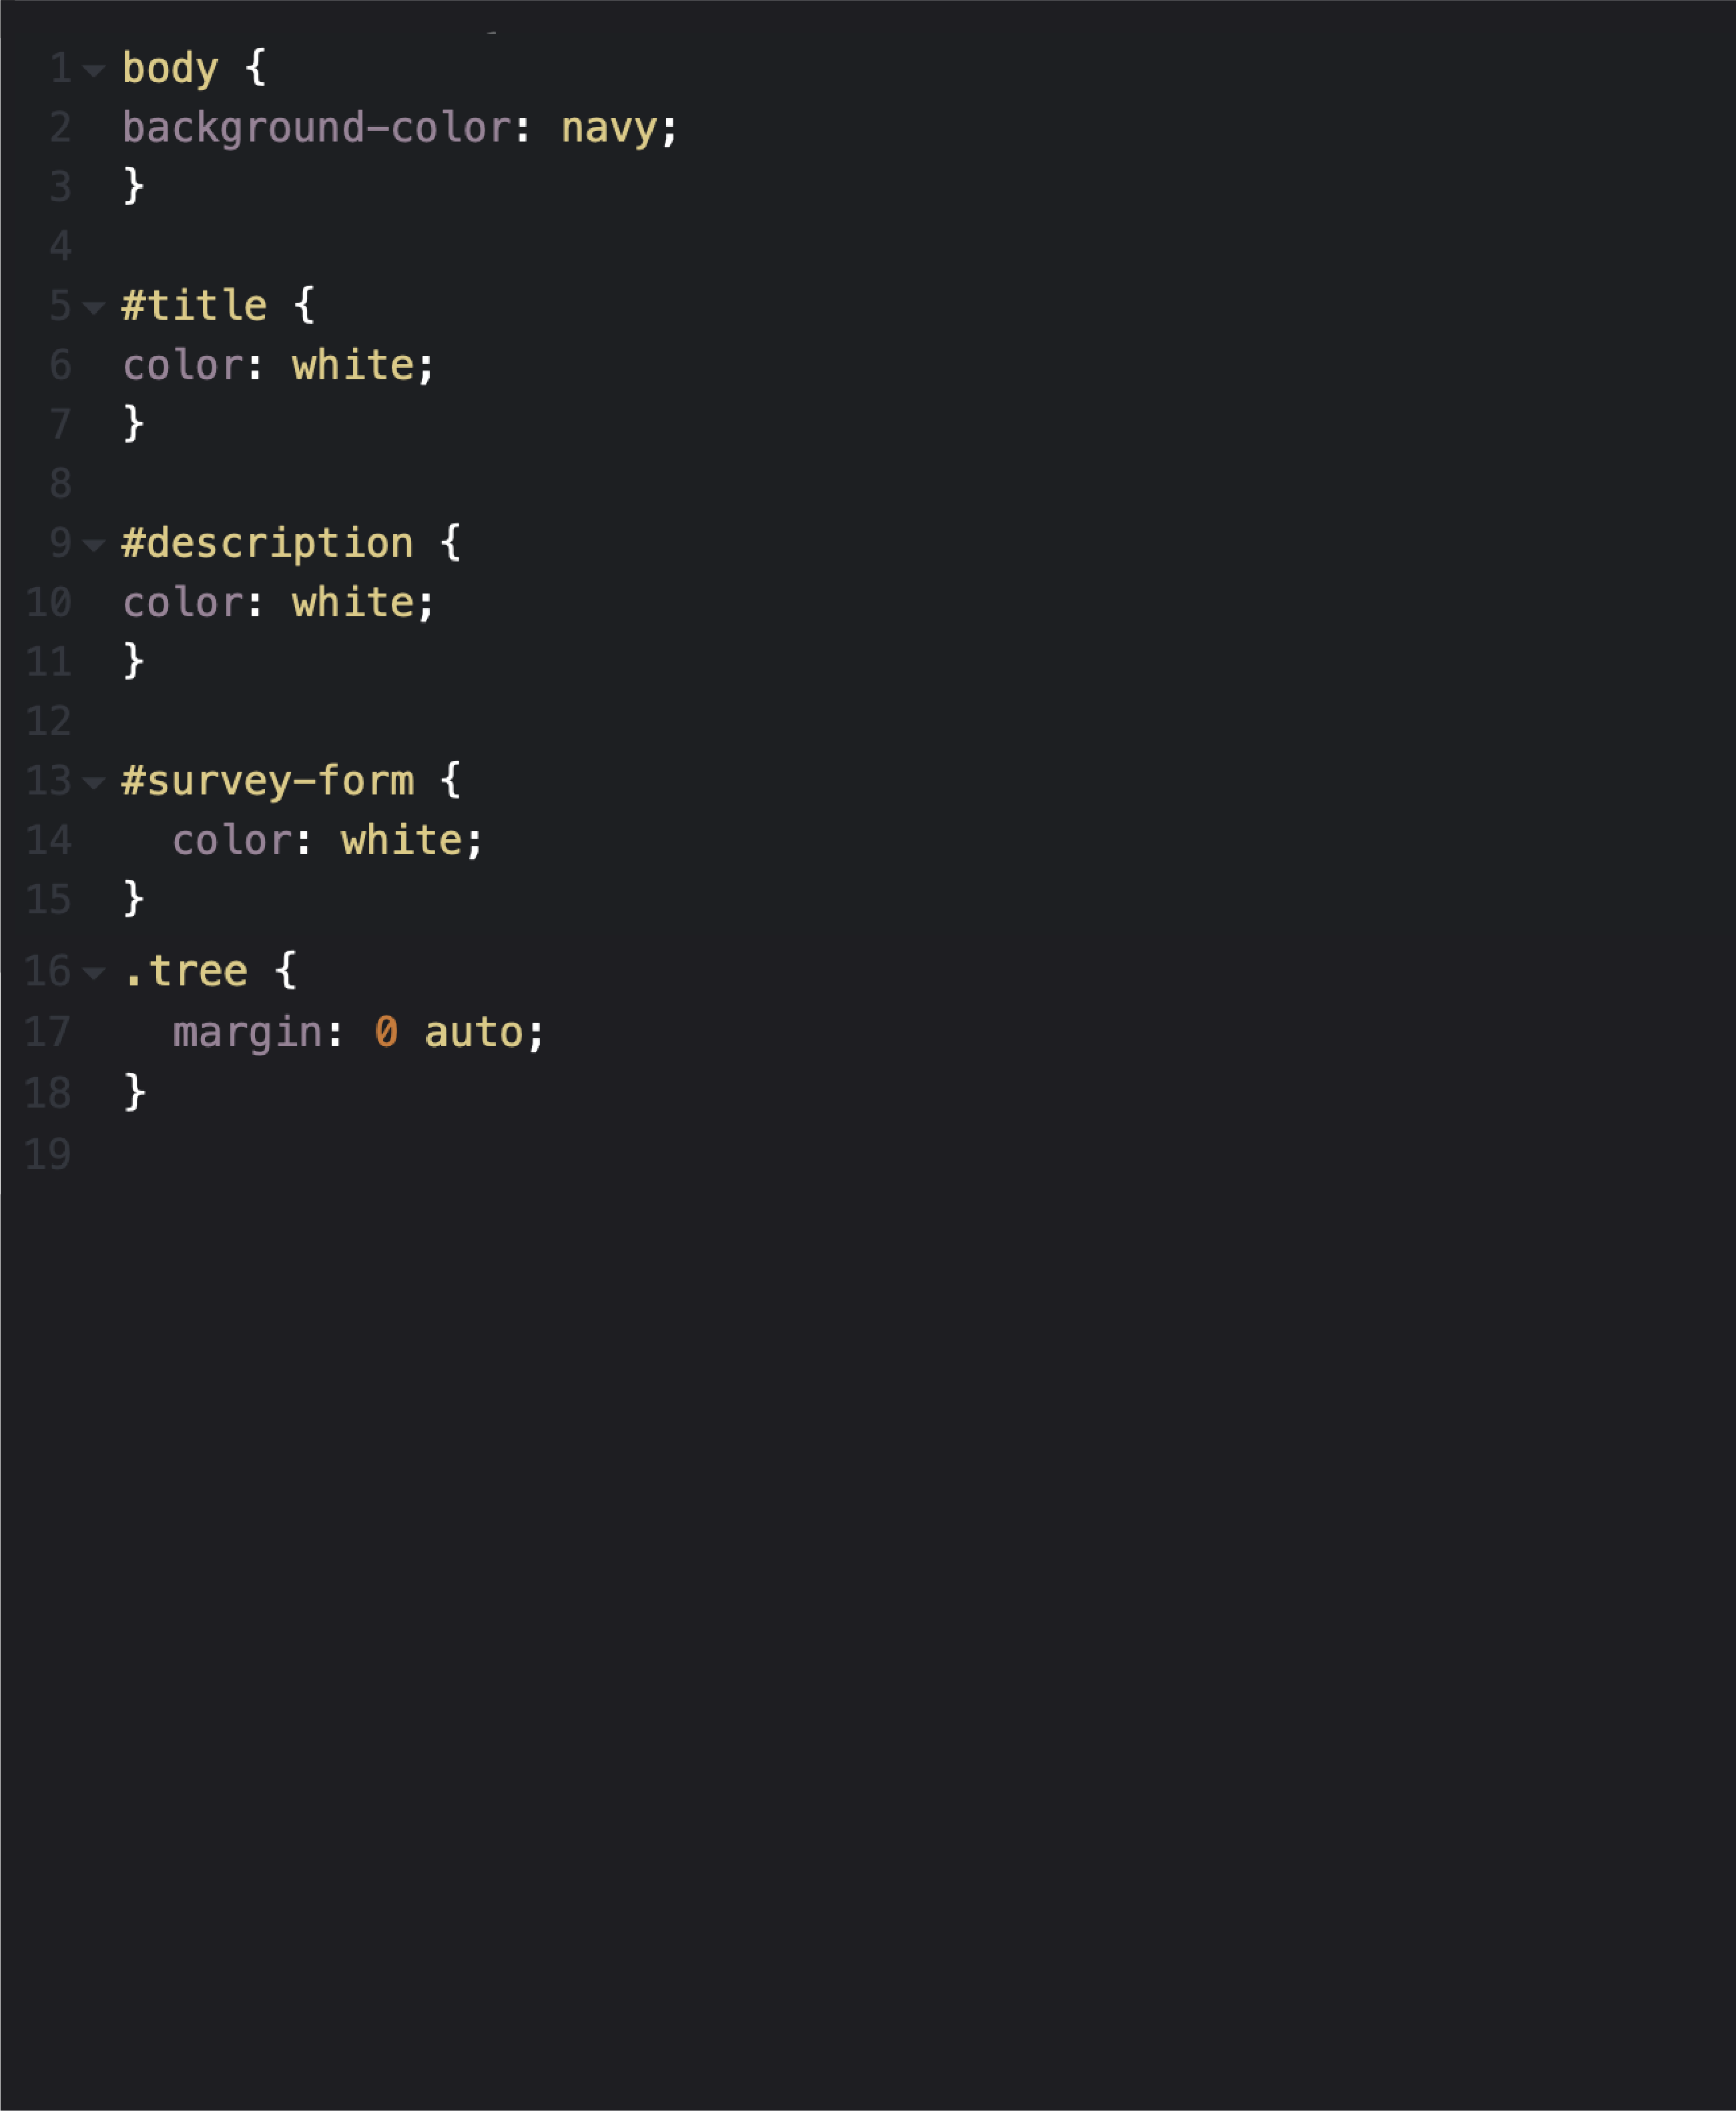 1 body {
2 background-color: navy;
3 }
4
5 #title {
6 color: white;
7 }
8
9 #description {
10 color: white;
11 }
12
13 #survey-form {
14   color: white;
15 }
16 .tree {
17   margin: 0 auto;
18 }
19